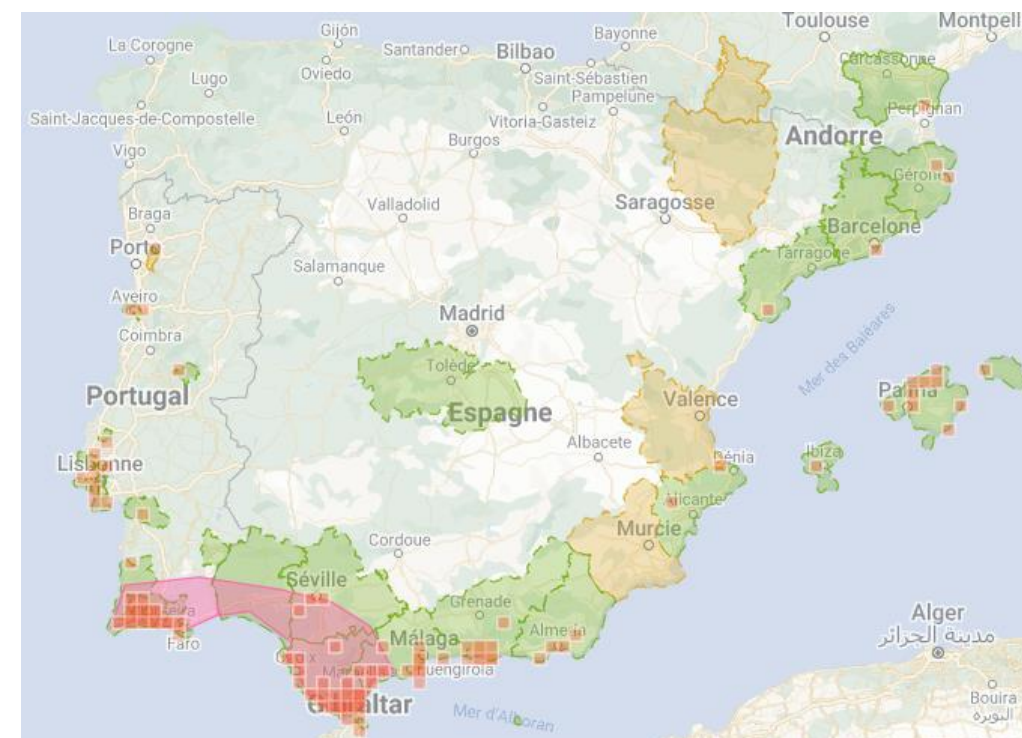 Toulouse
Montpell
Gijón
La Corogne
Bayonne
Santander
Bilbao
Carcassonne
Oviedo
Saint-Sébastien
Lugo
Pampelune
Perpignan
Saint-Jacques-de-Compostelle
León
Vitoria-Gasteiz
Andorre
Burgos
Vigo
Gérone
Valladolid
Saragosse
Braga
Barcelone
Porto
Tarragone
Salamanque
Aveiro
Madrid
Coimbra
Mer des Baléares
Tolède
Portugal
Palma
Valence
Espagne
Albacete
Dénia
Ibiza
Lisbonne
Alicante
Murcie
Cordoue
Séville
Grenade
Alger
مدينة الجزائر
Almería
Málaga
Faro
Fuengirola
Gibraltar
Bouira
البويرة
Mer d'Alboran